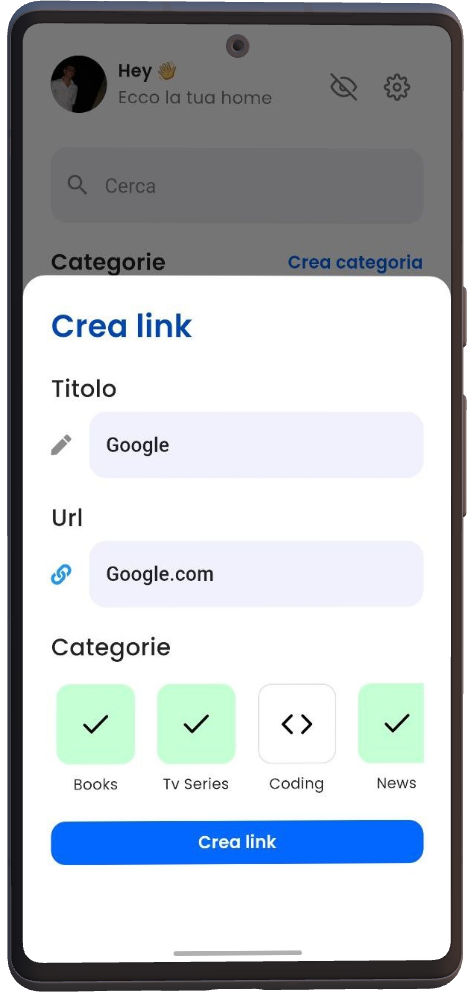 Hey 👋
Ecco la tua home
Cerca
Categorie
Crea categoria
Crea link
Titolo
Google
Url
Google.com
Categorie
Books
Tv Series
Coding
News
Crea link